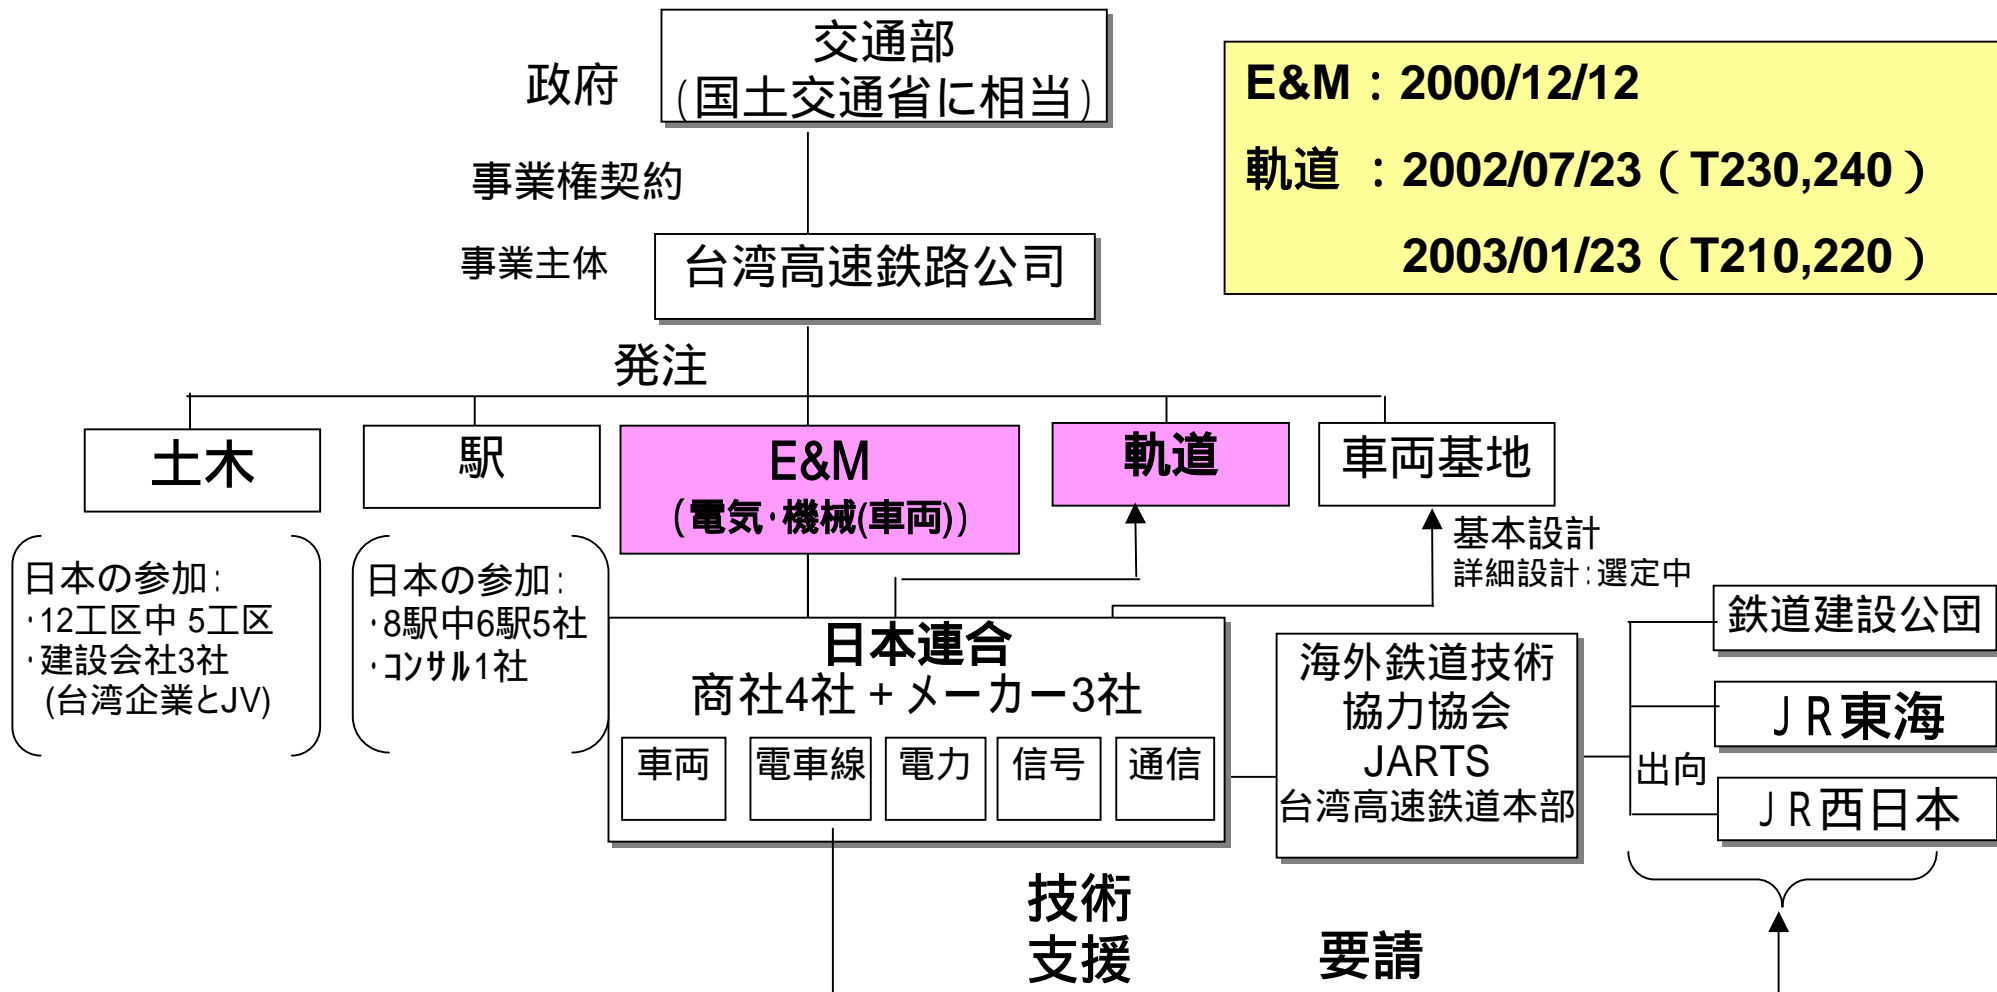 交通部
(国土交通省に相当)
政府
E&M：2000/12/12
軌道 ：2002/07/23（T230,240）
2003/01/23（T210,220）
事業権契約
事業主体
台湾高速鉄路公司
発注
土木
駅
E&M
(電気･機械(車両))
軌道
車両基地
日本の参加:
･12工区中 5工区
･建設会社3社
(台湾企業とJV)
日本の参加:
･8駅中6駅5社
･ｺﾝｻﾙ1社
基本設計
詳細設計:選定中
日本連合
商社4社+メーカー3社
車両
電車線
電力
信号
通信
海外鉄道技術
協力協会
JARTS
台湾高速鉄道本部
出向
鉄道建設公団
ＪＲ東海
ＪＲ西日本
技術
支援
要請